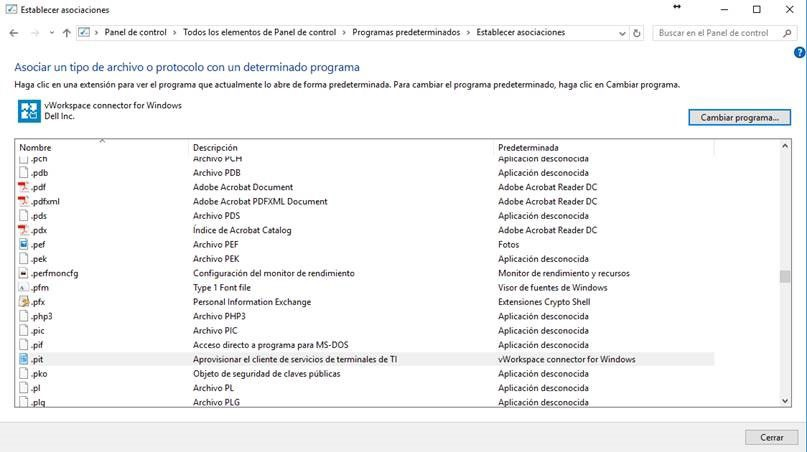 Establecer asociaciones
Panel de control > Todos los elementos de Panel de control > Programas predeterminados > Establecer asociaciones
Buscar en el Panel de control
Asociar un tipo de archivo o protocolo con un determinado programa
Haga clic en una extensión para ver el programa que actualmente lo abre de forma predeterminada. Para cambiar el programa predeterminado, haga clic en Cambiar programa.
vWorkspace connector for Windows
Dell Inc.
Cambiar programa...
Nombre Descripción Predeterminada
.pch Archivo PCH Aplicación desconocida
.pdb Archivo PDB Aplicación desconocida
.pdf Adobe Acrobat Document Adobe Acrobat Reader DC
.pdfxml Adobe Acrobat PDFXML Document Adobe Acrobat Reader DC
.pds Archivo PDS Aplicación desconocida
.pdx Índice de Acrobat Catalog Adobe Acrobat Reader DC
.pef Archivo PEF Fotos
.pek Archivo PEK Aplicación desconocida
.perfmoncfg Configuración del monitor de rendimiento Monitor de rendimiento y recursos
.pfm Type 1 Font file Visor de fuentes de Windows
.pfx Personal Information Exchange Extensiones Crypto Shell
.php3 Archivo PHP3 Aplicación desconocida
.pic Archivo PIC Aplicación desconocida
.pif Acceso directo a programa para MS-DOS Aplicación desconocida
.pit Aprovisionar el cliente de servicios de terminales de TI vWorkspace connector for Windows
.pko Objeto de seguridad de claves públicas Aplicación desconocida
.pl Archivo PL Aplicación desconocida
.plg Archivo PLG Aplicación desconocida
Cerrar